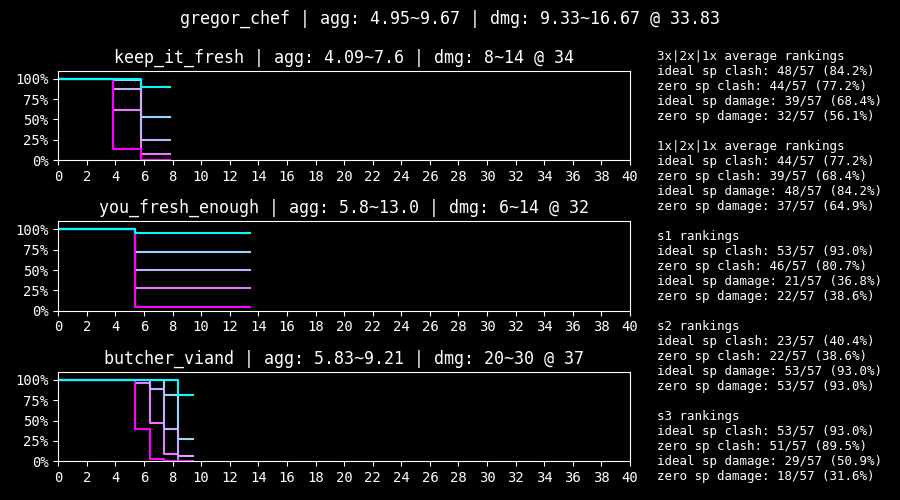 gregor_chef | agg: 4.95~9.67 | dmg: 9.33~16.67 @ 33.83
keep_it_fresh | agg: 4.09~7.6 | dmg: 8~14 @ 34
100%
75%
50%
25%
0%
0 2 4 6 8 10 12 14 16 18 20 22 24 26 28 30 32 34 36 38 40
you_fresh_enough | agg: 5.8~13.0 | dmg: 6~14 @ 32
100%
75%
50%
25%
0%
0 2 4 6 8 10 12 14 16 18 20 22 24 26 28 30 32 34 36 38 40
butcher_viand | agg: 5.83~9.21 | dmg: 20~30 @ 37
100%
75%
50%
25%
0%
0 2 4 6 8 10 12 14 16 18 20 22 24 26 28 30 32 34 36 38 40
3x|2x|1x average rankings
ideal sp clash: 48/57 (84.2%)
zero sp clash: 44/57 (77.2%)
ideal sp damage: 39/57 (68.4%)
zero sp damage: 32/57 (56.1%)
1x|2x|1x average rankings
ideal sp clash: 44/57 (77.2%)
zero sp clash: 39/57 (68.4%)
ideal sp damage: 48/57 (84.2%)
zero sp damage: 37/57 (64.9%)
s1 rankings
ideal sp clash: 53/57 (93.0%)
zero sp clash: 46/57 (80.7%)
ideal sp damage: 21/57 (36.8%)
zero sp damage: 22/57 (38.6%)
s2 rankings
ideal sp clash: 23/57 (40.4%)
zero sp clash: 22/57 (38.6%)
ideal sp damage: 53/57 (93.0%)
zero sp damage: 53/57 (93.0%)
s3 rankings
ideal sp clash: 53/57 (93.0%)
zero sp clash: 51/57 (89.5%)
ideal sp damage: 29/57 (50.9%)
zero sp damage: 18/57 (31.6%)